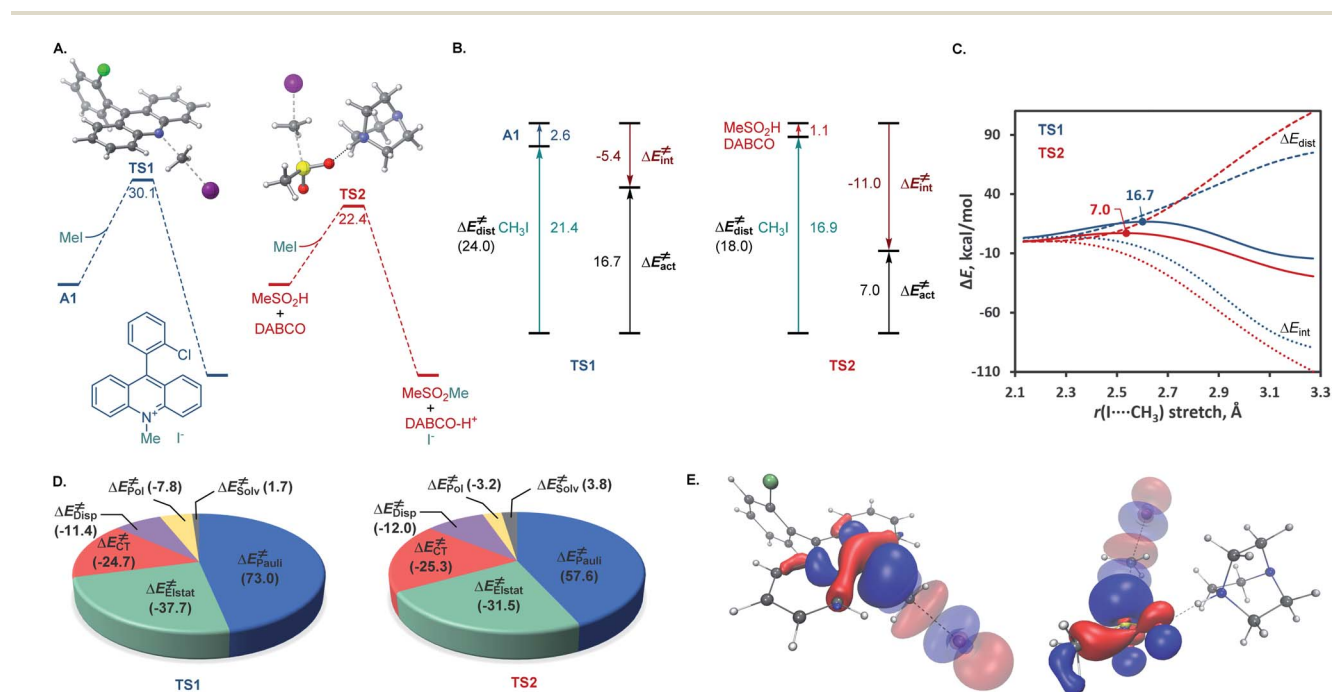 A.
TS1
30.1
MeI
A1
Cl
N+
Me I-
TS2
22.4
MeI
MeSO2H
+
DABCO
MeSO2Me
+
DABCO-H+
I-
B.
A1
2.6
-5.4
ΔE≠int
ΔE≠dist
(24.0)
CH3I
21.4
16.7
ΔE≠act
TS1
MeSO2H
DABCO
1.1
-11.0
ΔE≠int
ΔE≠dist
(18.0)
CH3I
16.9
7.0
ΔE≠act
TS2
C.
TS1
TS2
ΔEdist
7.0
16.7
ΔEint
ΔE, kcal/mol
90
40
-10
-60
-110
2.1 2.3 2.5 2.7 2.9 3.1 3.3
r(I····CH3) stretch, Å
D.
ΔE≠Pol (-7.8)
ΔE≠Solv (1.7)
ΔE≠Disp
(-11.4)
ΔE≠CT
(-24.7)
ΔE≠Pauli
(73.0)
ΔE≠Elstat
(-37.7)
TS1
ΔE≠Pol (-3.2)
ΔE≠Solv (3.8)
ΔE≠Disp
(-12.0)
ΔE≠CT
(-25.3)
ΔE≠Pauli
(57.6)
ΔE≠Elstat
(-31.5)
TS2
E.